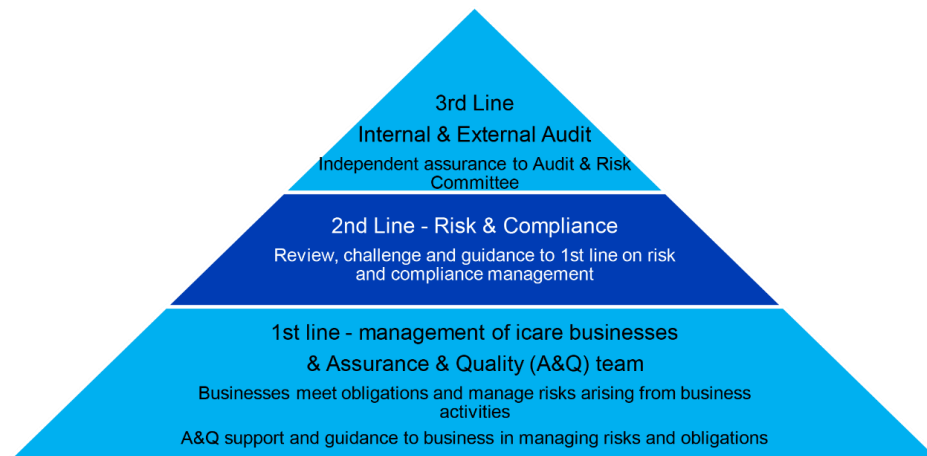 3rd Line
Internal & External Audit
Independent assurance to Audit & Risk
Committee
2nd Line - Risk & Compliance
Review, challenge and guidance to 1st line on risk
and compliance management
1st line - management of icare businesses
& Assurance & Quality (A&Q) team
Businesses meet obligations and manage risks arising from business
activities
A&Q support and guidance to business in managing risks and obligations